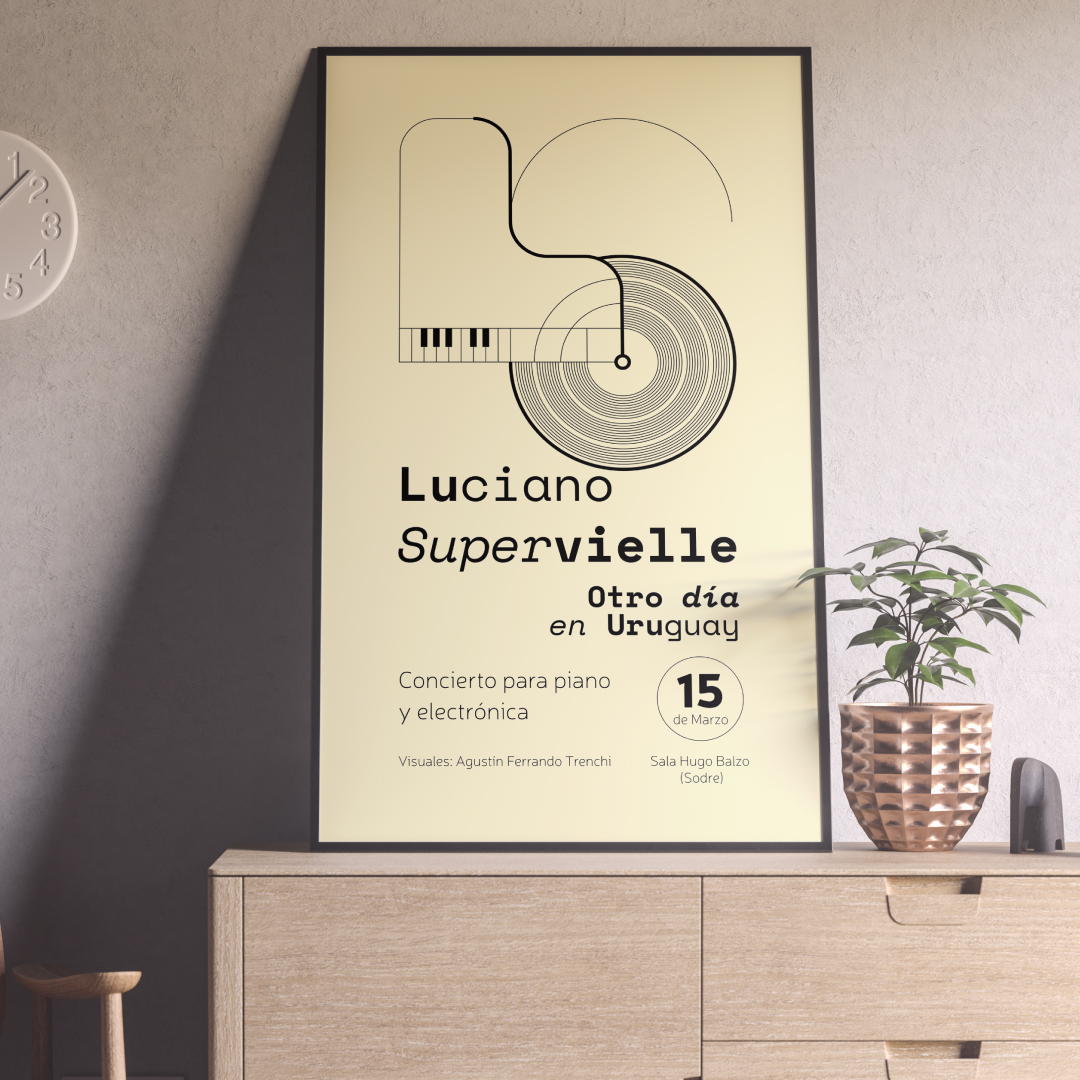 1
2
3
4
5
Luciano
Supervielle
Otro día
en Uruguay
Concierto para piano
y electrónica
15
de Marzo
Visuales: Agustín Ferrando Trenchi
Sala Hugo Balzo
(Sodre)